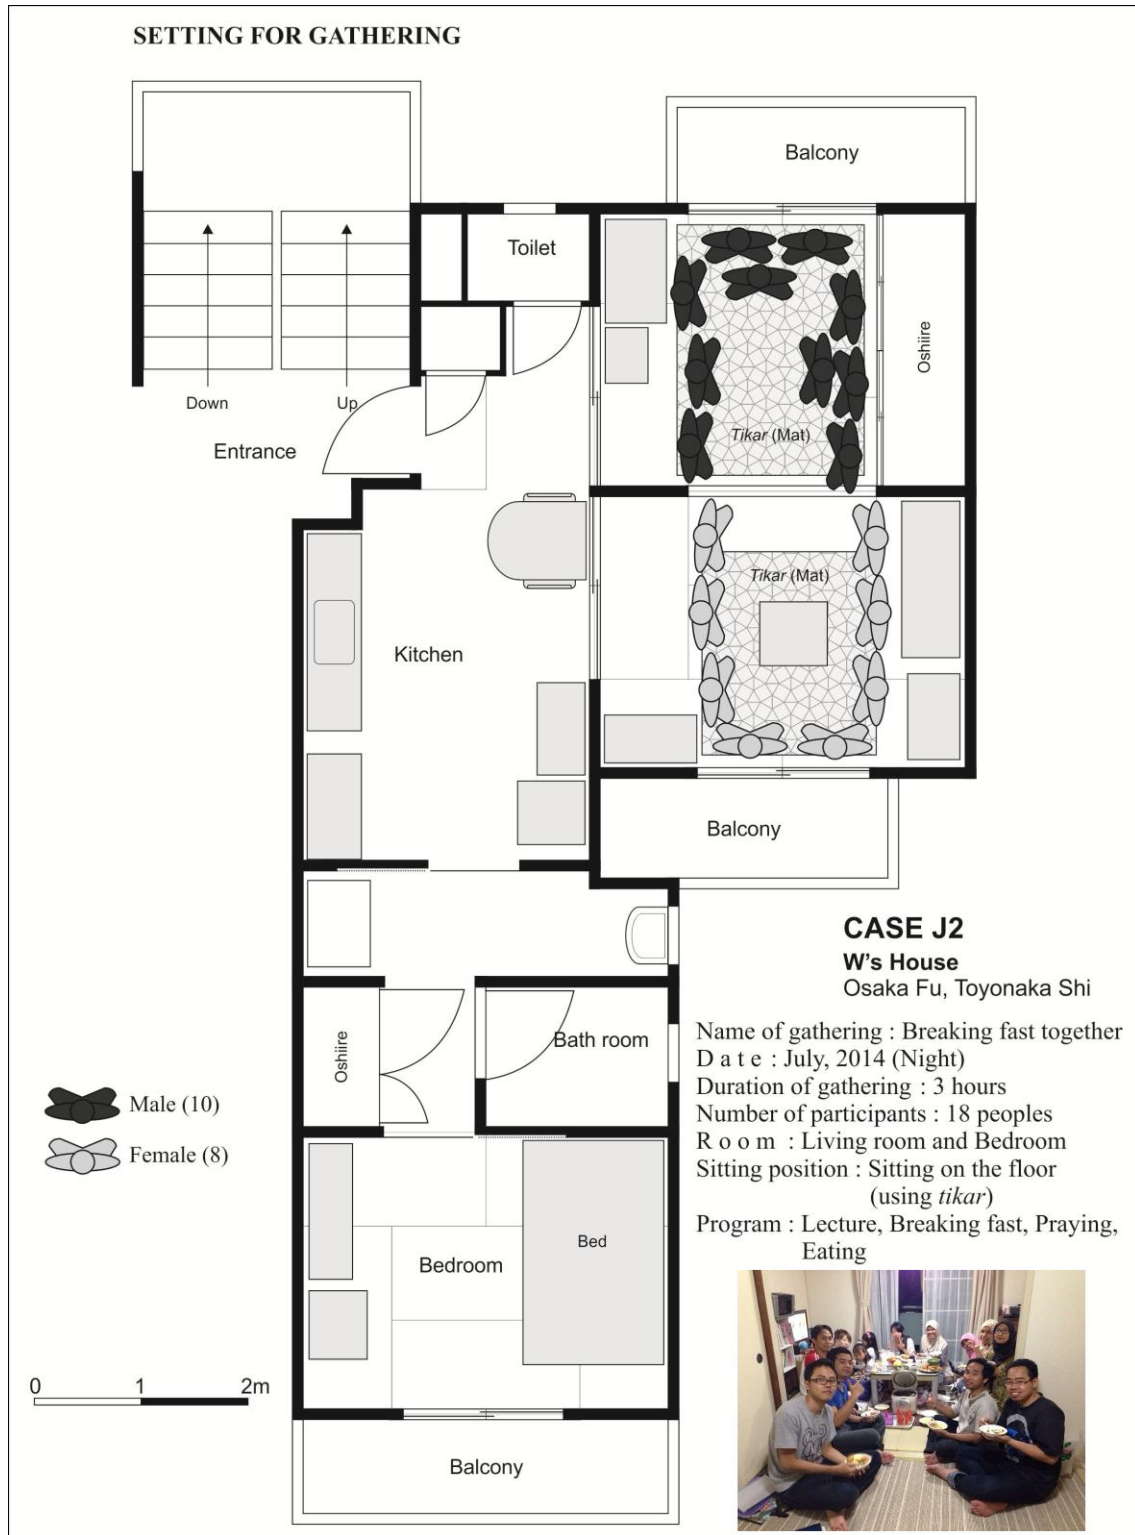 SETTING FOR GATHERING
Balcony
Toilet
Oshiire
Down
Up
Entrance
Tikar (Mat)
Tikar (Mat)
Kitchen
Balcony
CASE J2
W's House
Osaka Fu, Toyonaka Shi
Name of gathering : Breaking fast together
D a t e : July, 2014 (Night)
Duration of gathering : 3 hours
Number of participants : 18 peoples
R o o m : Living room and Bedroom
Sitting position : Sitting on the floor
(using tikar)
Program : Lecture, Breaking fast, Praying,
Eating
Oshiire
Bath room
Male (10)
Female (8)
Bed
Bedroom
0 1 2m
Balcony